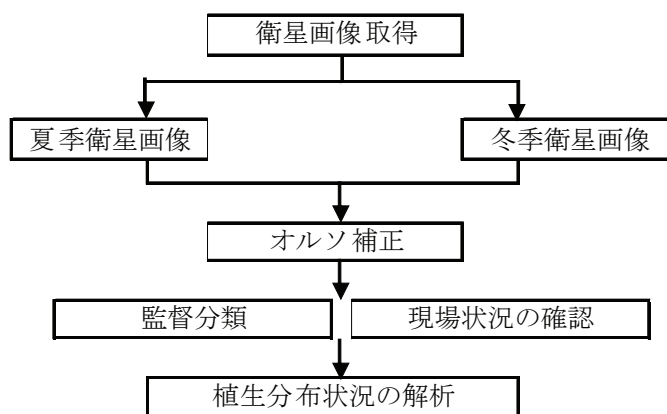 衛星画像取得
夏季衛星画像
冬季衛星画像
オルソ補正
監督分類
現場状況の確認
植生分布状況の解析